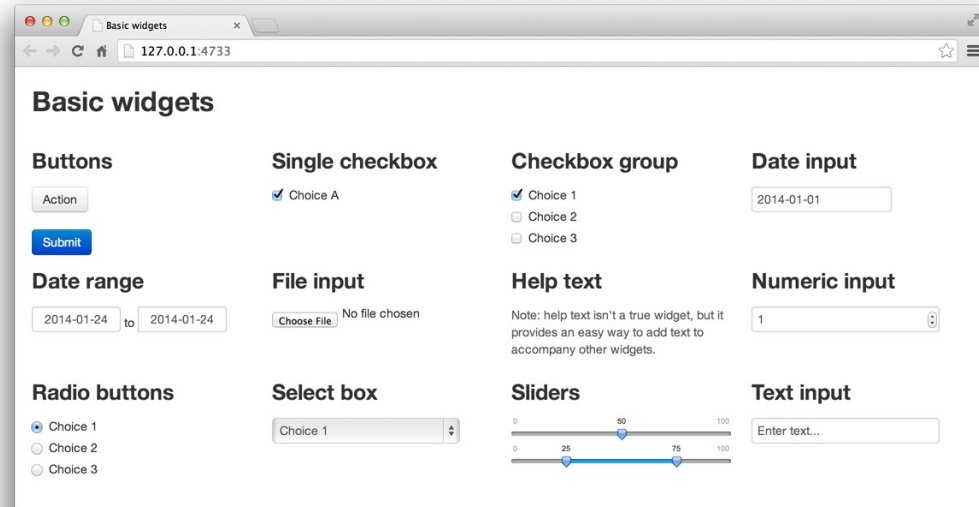 Basic widgets
127.0.0.1:4733
Basic widgets
Buttons
Action
Submit
Single checkbox
Choice A
Checkbox group
Choice 1
Choice 2
Choice 3
Date input
2014-01-01
Date range
2014-01-24 to 2014-01-24
File input
Choose File No file chosen
Help text
Note: help text isn't a true widget, but it
provides an easy way to add text to
accompany other widgets.
Numeric input
1
Radio buttons
Choice 1
Choice 2
Choice 3
Select box
Choice 1
Sliders
0 50 100
0 25 75 100
Text input
Enter text...